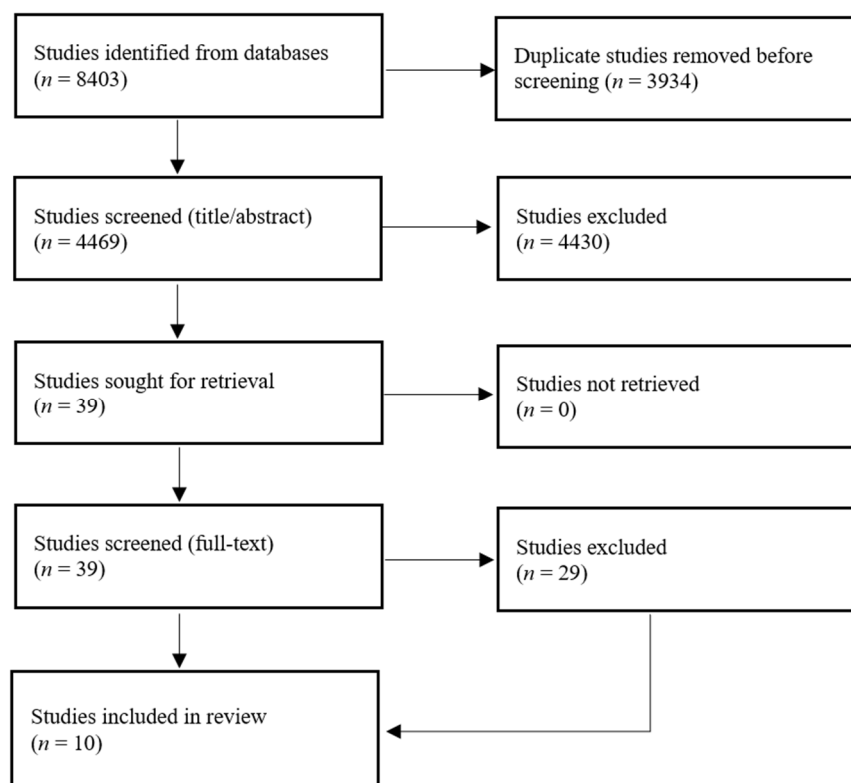 Studies identified from databases
(n = 8403)
Duplicate studies removed before
screening (n = 3934)
Studies screened (title/abstract)
(n = 4469)
Studies excluded
(n = 4430)
Studies sought for retrieval
(n = 39)
Studies not retrieved
(n = 0)
Studies screened (full-text)
(n = 39)
Studies excluded
(n = 29)
Studies included in review
(n = 10)